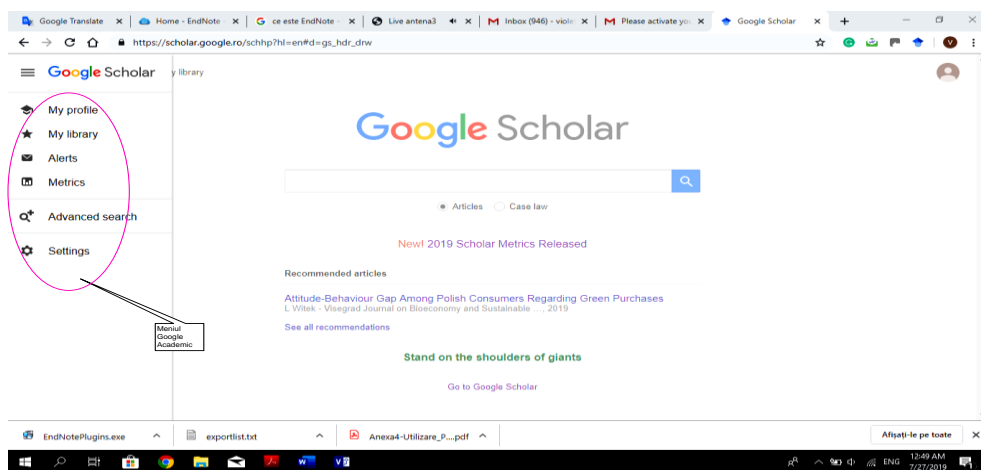 Google Translate
Home - EndNote -
ce este EndNote -
Live antena3
Inbox (946) - violet
Please activate you
Google Scholar
https://scholar.google.ro/schhp?hl=en#d=gs_hdr_drw
V
Google Scholar
y library
My profile
My library
Alerts
Metrics
Advanced search
Settings
Google Scholar
Articles Case law
New! 2019 Scholar Metrics Released
Recommended articles
Attitude-Behaviour Gap Among Polish Consumers Regarding Green Purchases
L Witek - Visegrad Journal on Bioeconomy and Sustainable …, 2019
See all recommendations
Meniul
Google
Academic
Stand on the shoulders of giants
Go to Google Scholar
EndNotePlugins.exe
exportlist.txt
Anexa4-Utilizare_P....pdf
Afișați-le pe toate
ENG
12:49 AM
7/27/2019